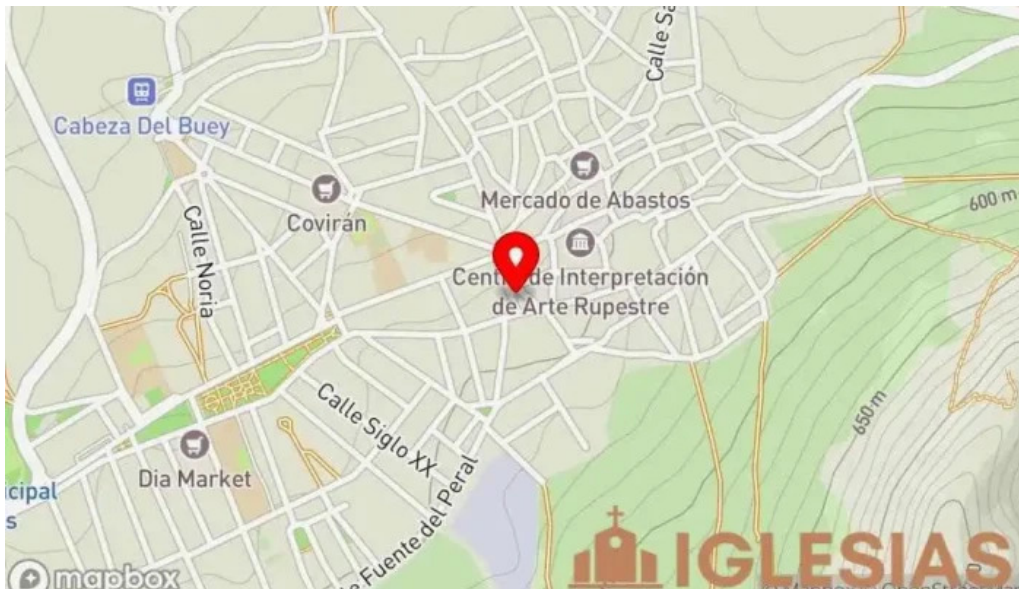 Calle Sa
Cabeza Del Buey
Covirán
Mercado de Abastos
600 m
Calle Noria
Centro de Interpretación
de Arte Rupestre
Calle Siglo XX
650 m
Dia Market
cipal
s
Fuente del Peral
mapbox
IGLESIAS